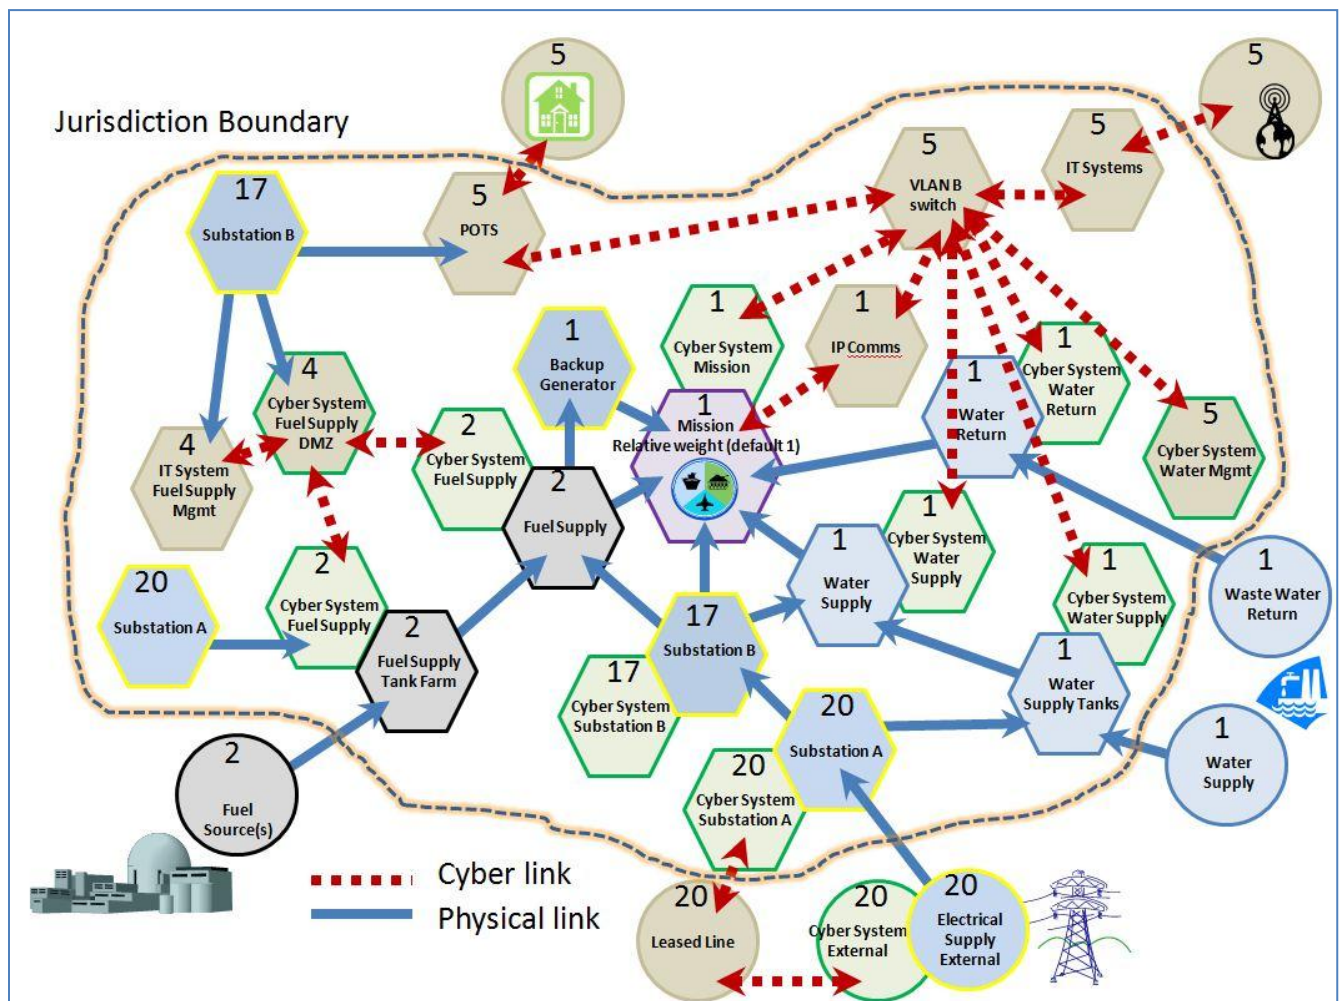 5
5
Jurisdiction Boundary
5
VLAN B
switch
5
IT Systems
17
Substation B
5
POTS
1
Cyber System
Mission
1
IP Comms
1
Backup
Generator
1
Cyber System
Water
Return
4
Cyber System
Fuel Supply
DMZ
1
Water
Return
1
Mission
Relative weight (default 1)
5
Cyber System
Water Mgmt
4
IT System
Fuel Supply
Mgmt
2
Cyber System
Fuel Supply
2
Fuel Supply
1
Cyber System
Water
Supply
1
Water
Supply
1
Cyber System
Water Supply
1
Waste Water
Return
20
Substation A
2
Cyber System
Fuel Supply
2
Fuel Supply
Tank Farm
17
Substation B
17
Cyber System
Substation B
1
Water
Supply Tanks
20
Substation A
1
Water
Supply
2
Fuel
Source(s)
20
Cyber System
Substation A
Cyber link
Physical link
20
Leased Line
20
Cyber System
External
20
Electrical
Supply
External